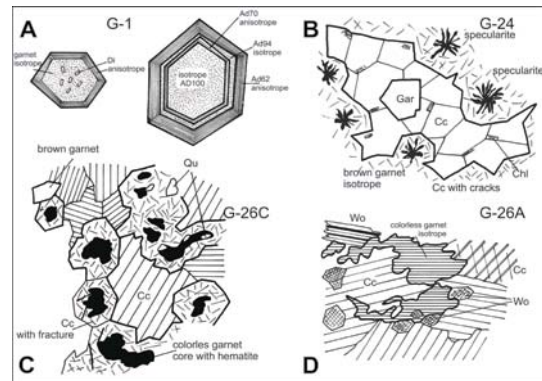 A
G-1
garnet
isotrope
Di
anisotrope
isotrope
AD100
Ad70
anisotrope
Ad94
isotrope
Ad62
anisotrope
B
G-24
specularite
specularite
Gar
Cc
brown garnet
isotrope
Chl
Cc with cracks
brown garnet
Qu
Cc
Cc
with fracture
colorles garnet
core with hematite
C
G-26A
Wo
colorless garnet
isotrope
Cc
Cc
Wo
D
G-26C